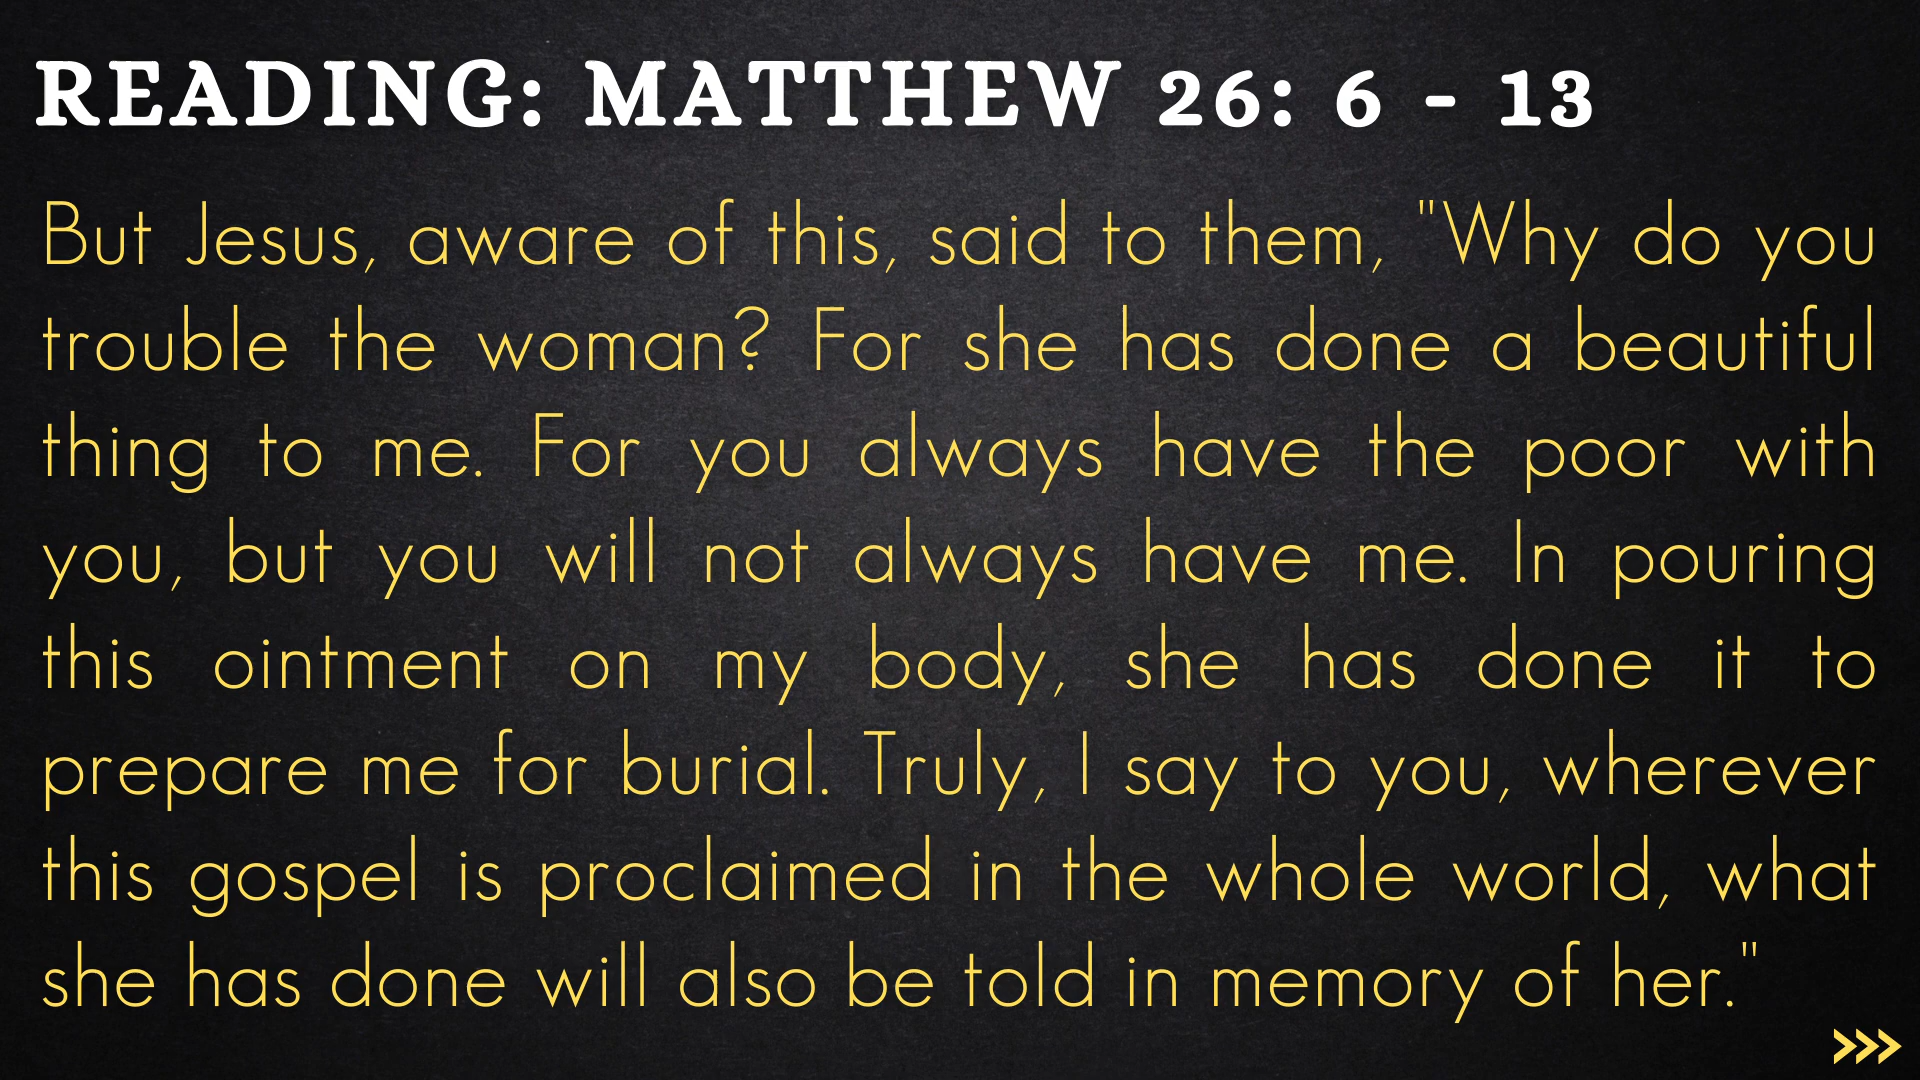 READING: MATTHEW 26: 6 - 13
But Jesus, aware of this, said to them, "Why do you
trouble the woman? For she has done a beautiful
thing to me. For you always have the poor with
you, but you will not always have me. In pouring
this ointment on my body, she has done it to
prepare me for burial. Truly, I say to you, wherever
this gospel is proclaimed in the whole world, what
she has done will also be told in memory of her."